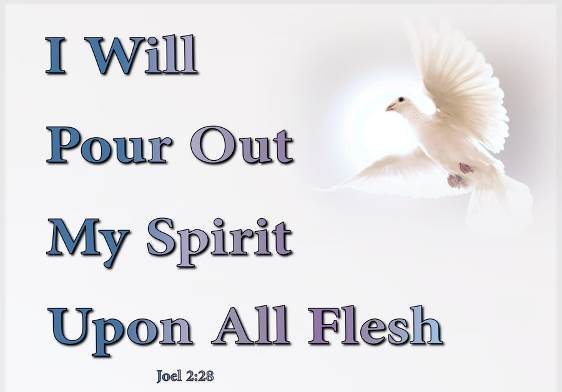 I Will
Pour Out
My Spirit
Upon All Flesh
Joel 2:28